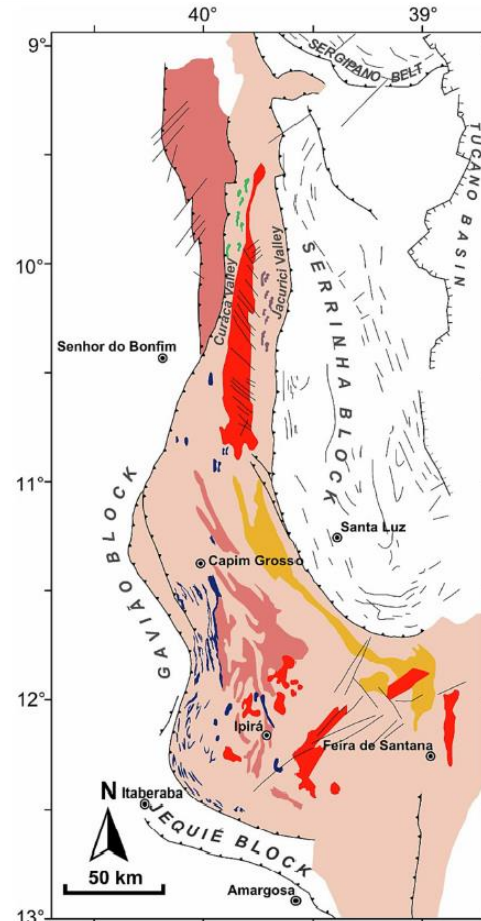 40°
39°
9°
SERGIPANO BELT
TUCANO BASIN
10°
Curaca Valley
Jacurici Valley
SERRINHA BLOCK
Senhor do Bonfim
11°
Santa Luz
GAVIÃO BLOCK
Capim Grosso
12°
Ipirá
Feira de Santana
N
Itaberaba
JEQUIÉ BLOCK
50 km
Amargosa
13°